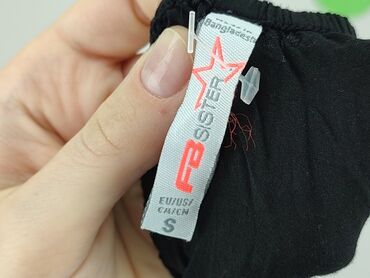 Bangladesh
FB
SISTER
EU/US/
CA/CN
S